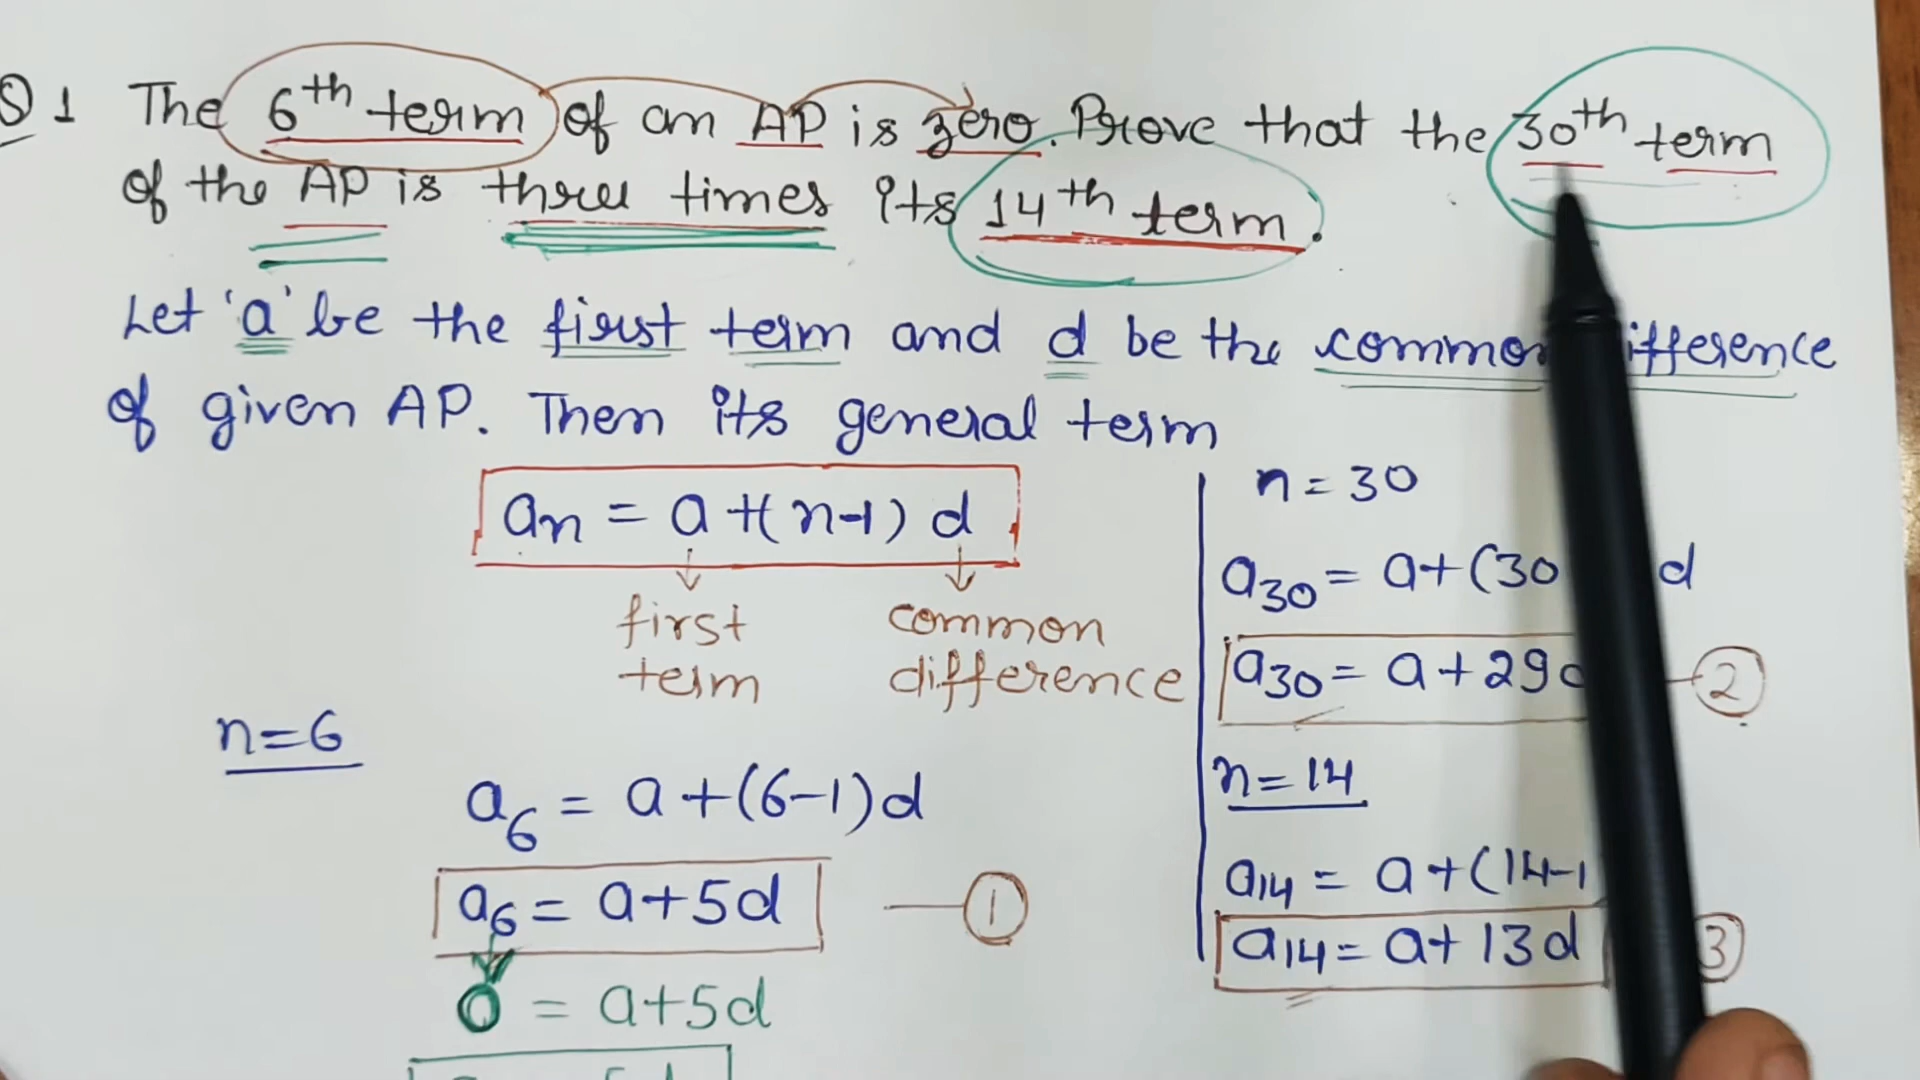 Q 1 The 6th term of an AP is zero. Prove that the 30th term
of the AP is three times its 14th term.
Let 'a' be the first term and d be the common ifference
of given AP. Then its general term
an = a+(n-1) d
first term
common difference
n=6
a6 = a+(6-1)d
a6 = a+5d ①
0 = a+5d
n=30
a30 = a+(30 d
a30 = a+29d ②
n=14
a14 = a+(14-1
a14 = a+13d 3